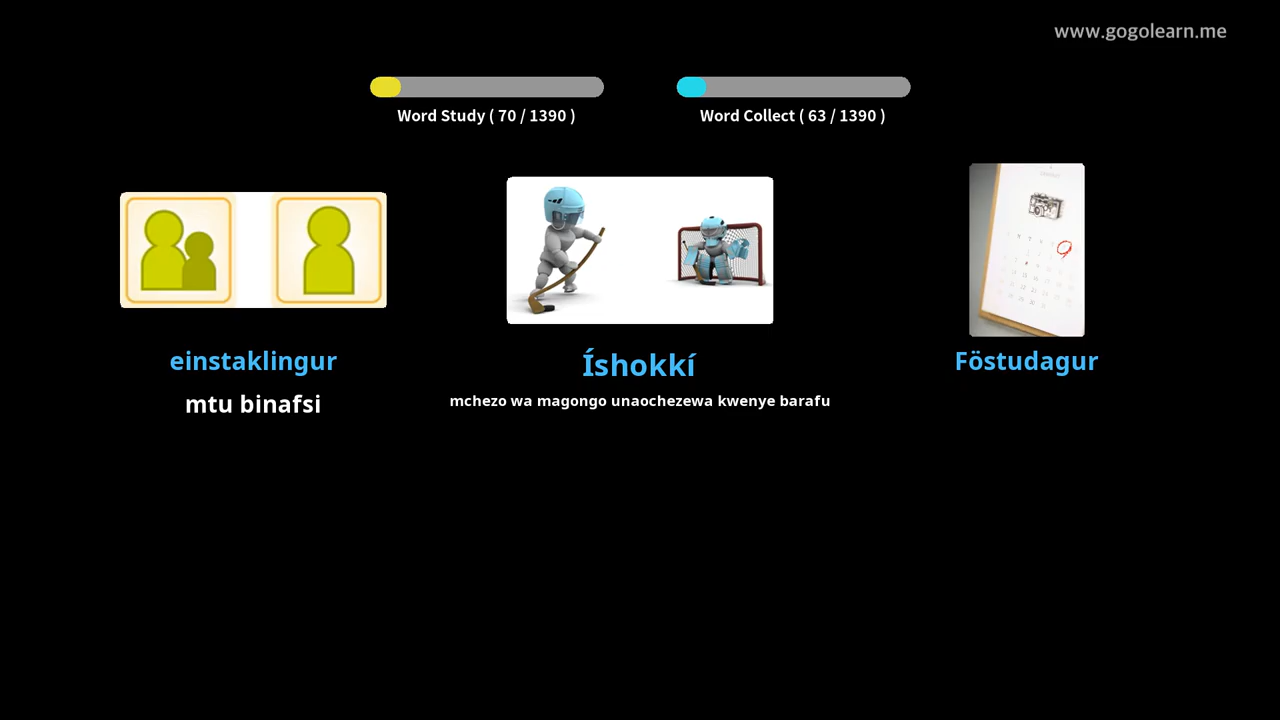 www.gogolearn.me
Word Study ( 70 / 1390 )
Word Collect ( 63 / 1390 )
einstaklingur
mtu binafsi
Íshokkí
mchezo wa magongo unaochezewa kwenye barafu
Föstudagur